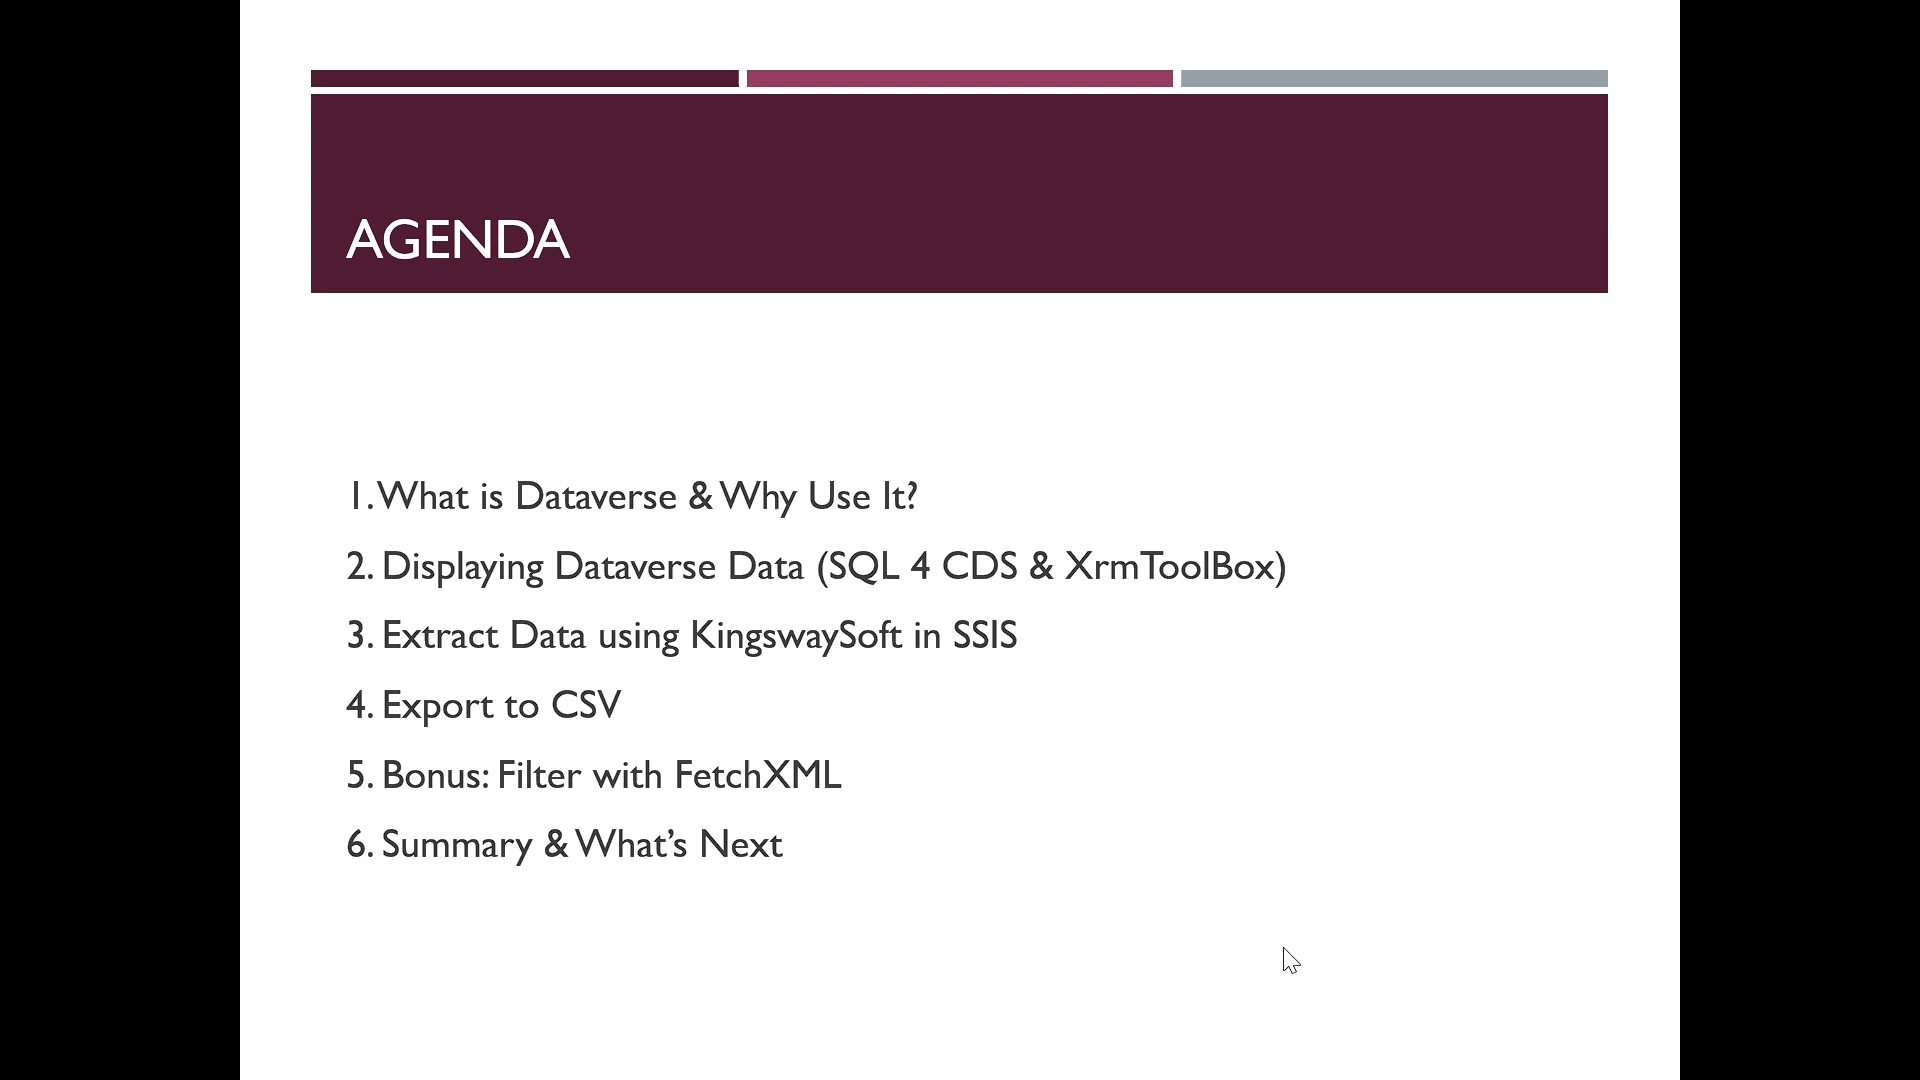 AGENDA
1. What is Dataverse & Why Use It?
2. Displaying Dataverse Data (SQL 4 CDS & XrmToolBox)
3. Extract Data using KingswaySoft in SSIS
4. Export to CSV
5. Bonus: Filter with FetchXML
6. Summary & What’s Next